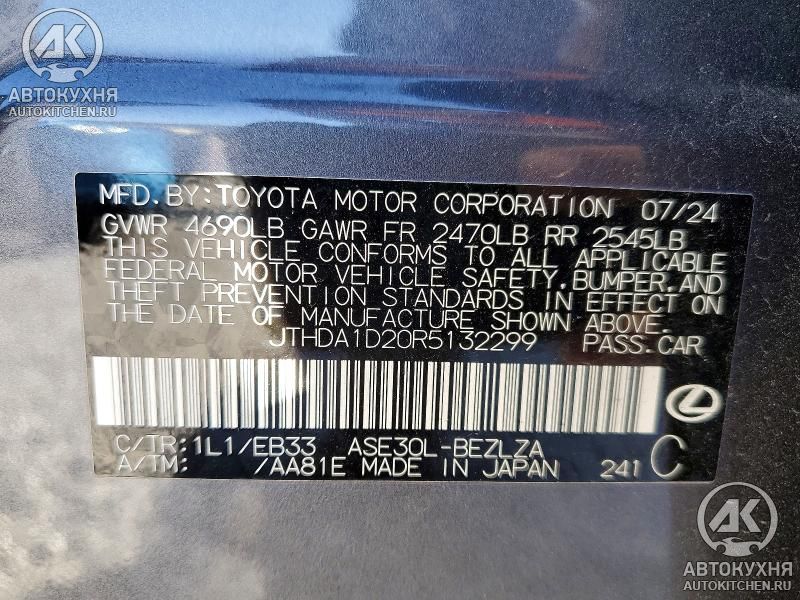 AK
АВТОКУХНЯ
AUTOKITCHEN.RU
MFD.BY:TOYOTA MOTOR CORPORATION 07/24
GVWR 4690LB GAWR FR 2470LB RR 2545LB
THIS VEHICLE CONFORMS TO ALL APPLICABLE
FEDERAL MOTOR VEHICLE SAFETY,BUMPER,AND
THEFT PREVENTION STANDARDS IN EFFECT ON
THE DATE OF MANUFACTURE SHOWN ABOVE.
JTHDA1D20R5132299 PASS.CAR
C/TR:1L1/EB33 ASE30L-BEZLZA
A/TM: /AA81E MADE IN JAPAN 241 C
AK
АВТОКУХНЯ
AUTOKITCHEN.RU